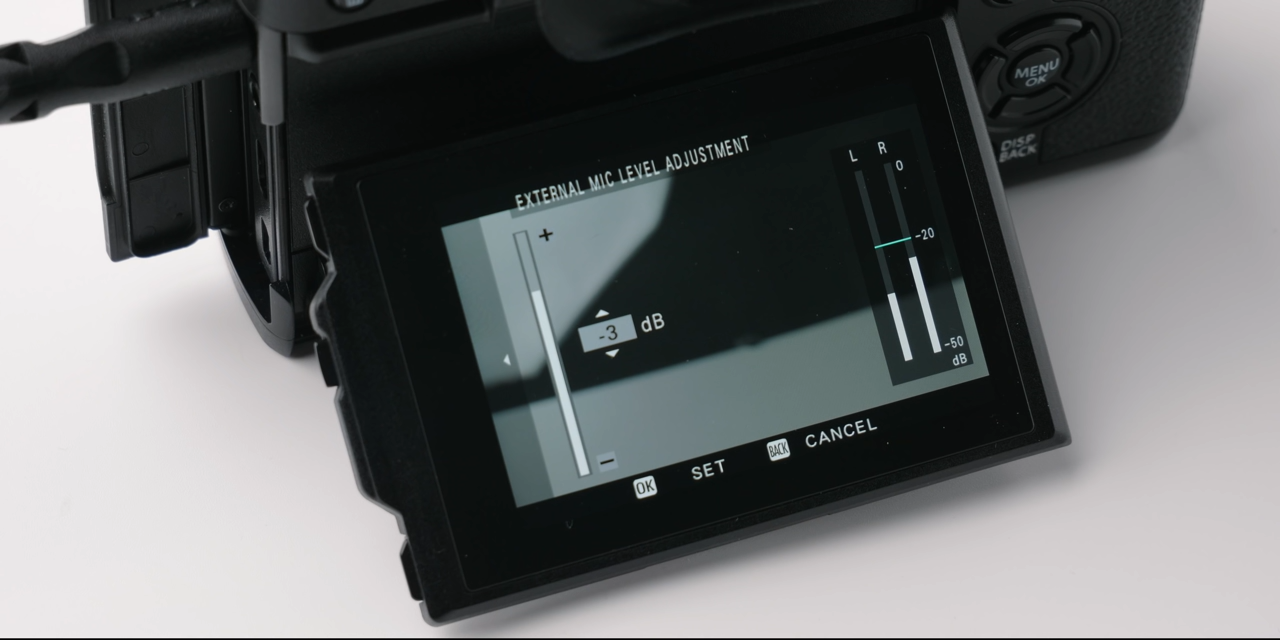 MENU
OK
DISP
BACK
EXTERNAL MIC LEVEL ADJUSTMENT
L R
0
+
-20
-3 dB
-50
dB
−
OK SET BACK CANCEL